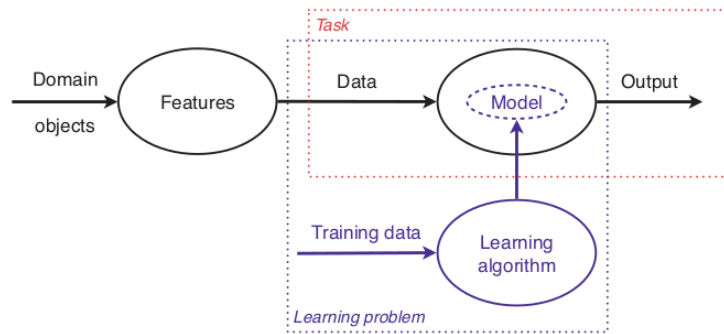 Task
Domain
objects
Features
Data
Model
Output
Training data
Learning
algorithm
Learning problem